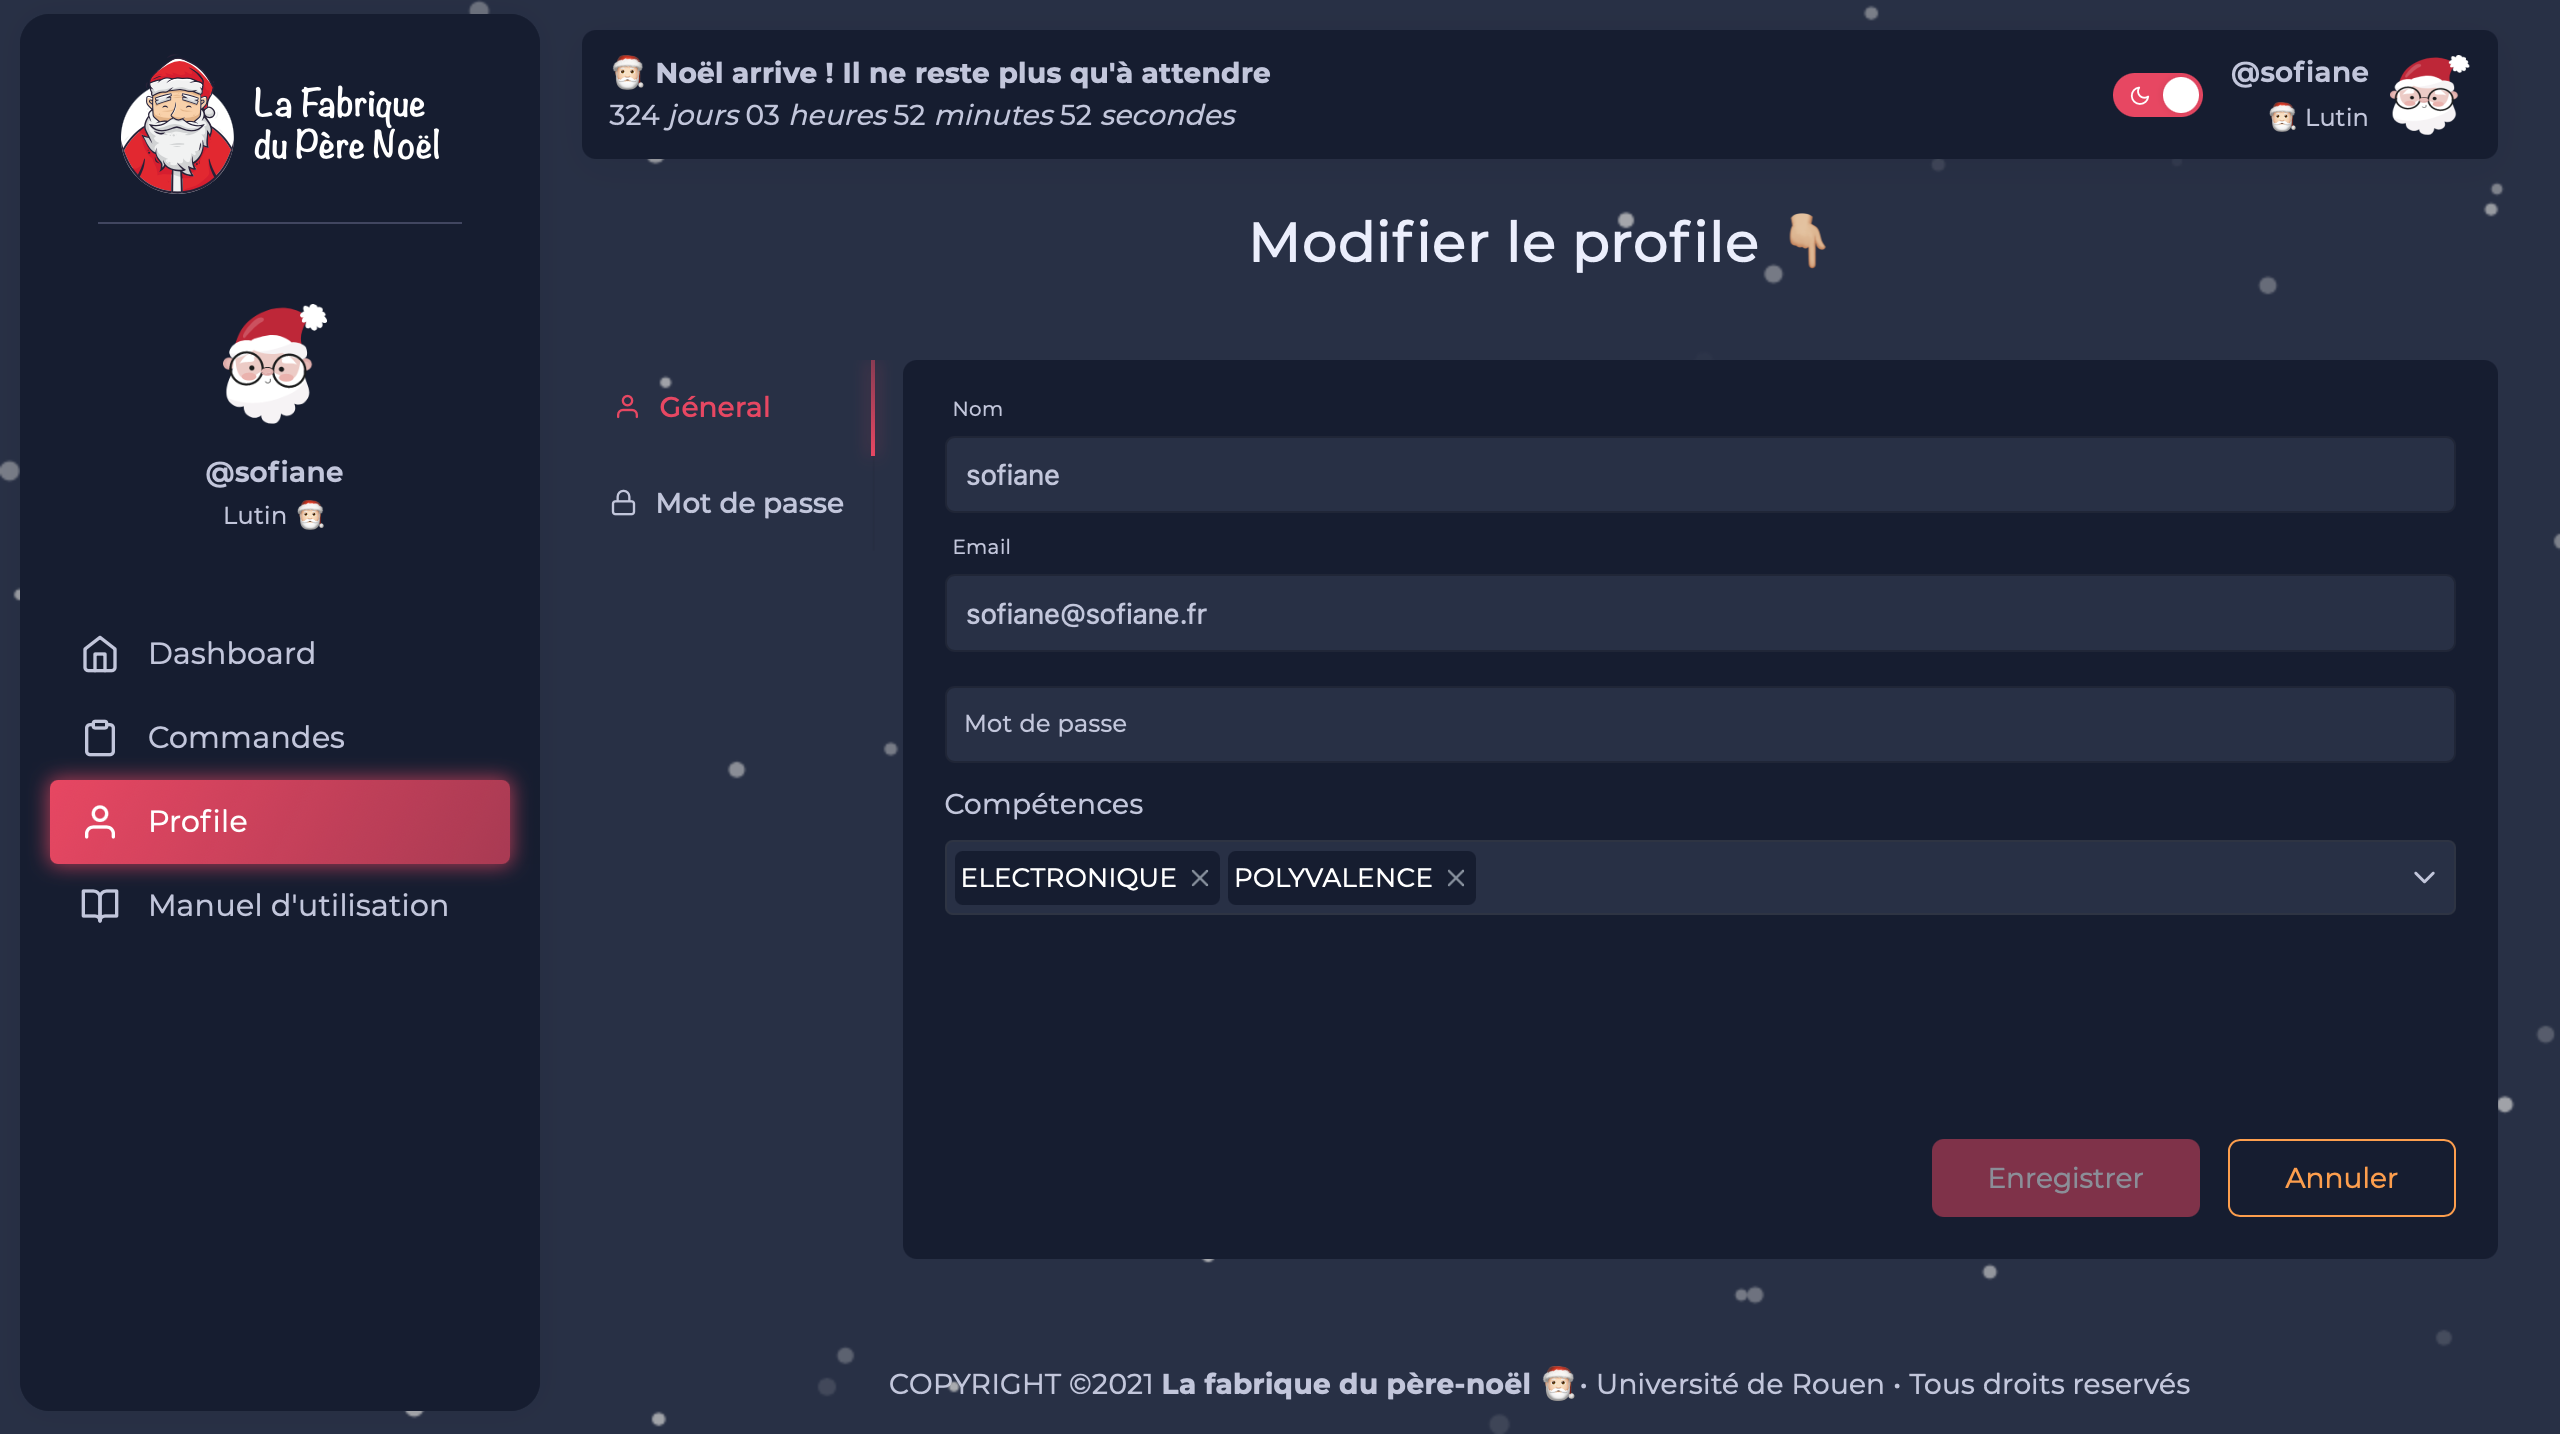 La Fabrique
du Père Noël
@sofiane
Lutin
Dashboard
Commandes
Profile
Manuel d'utilisation
Noël arrive ! Il ne reste plus qu'à attendre
324 jours 03 heures 52 minutes 52 secondes
@sofiane
Lutin
Modifier le profile
Géneral
Mot de passe
Nom
sofiane
Email
sofiane@sofiane.fr
Mot de passe
Compétences
ELECTRONIQUE POLYVALENCE
Enregistrer Annuler
COPYRIGHT ©2021 La fabrique du père-noël • Université de Rouen • Tous droits reservés